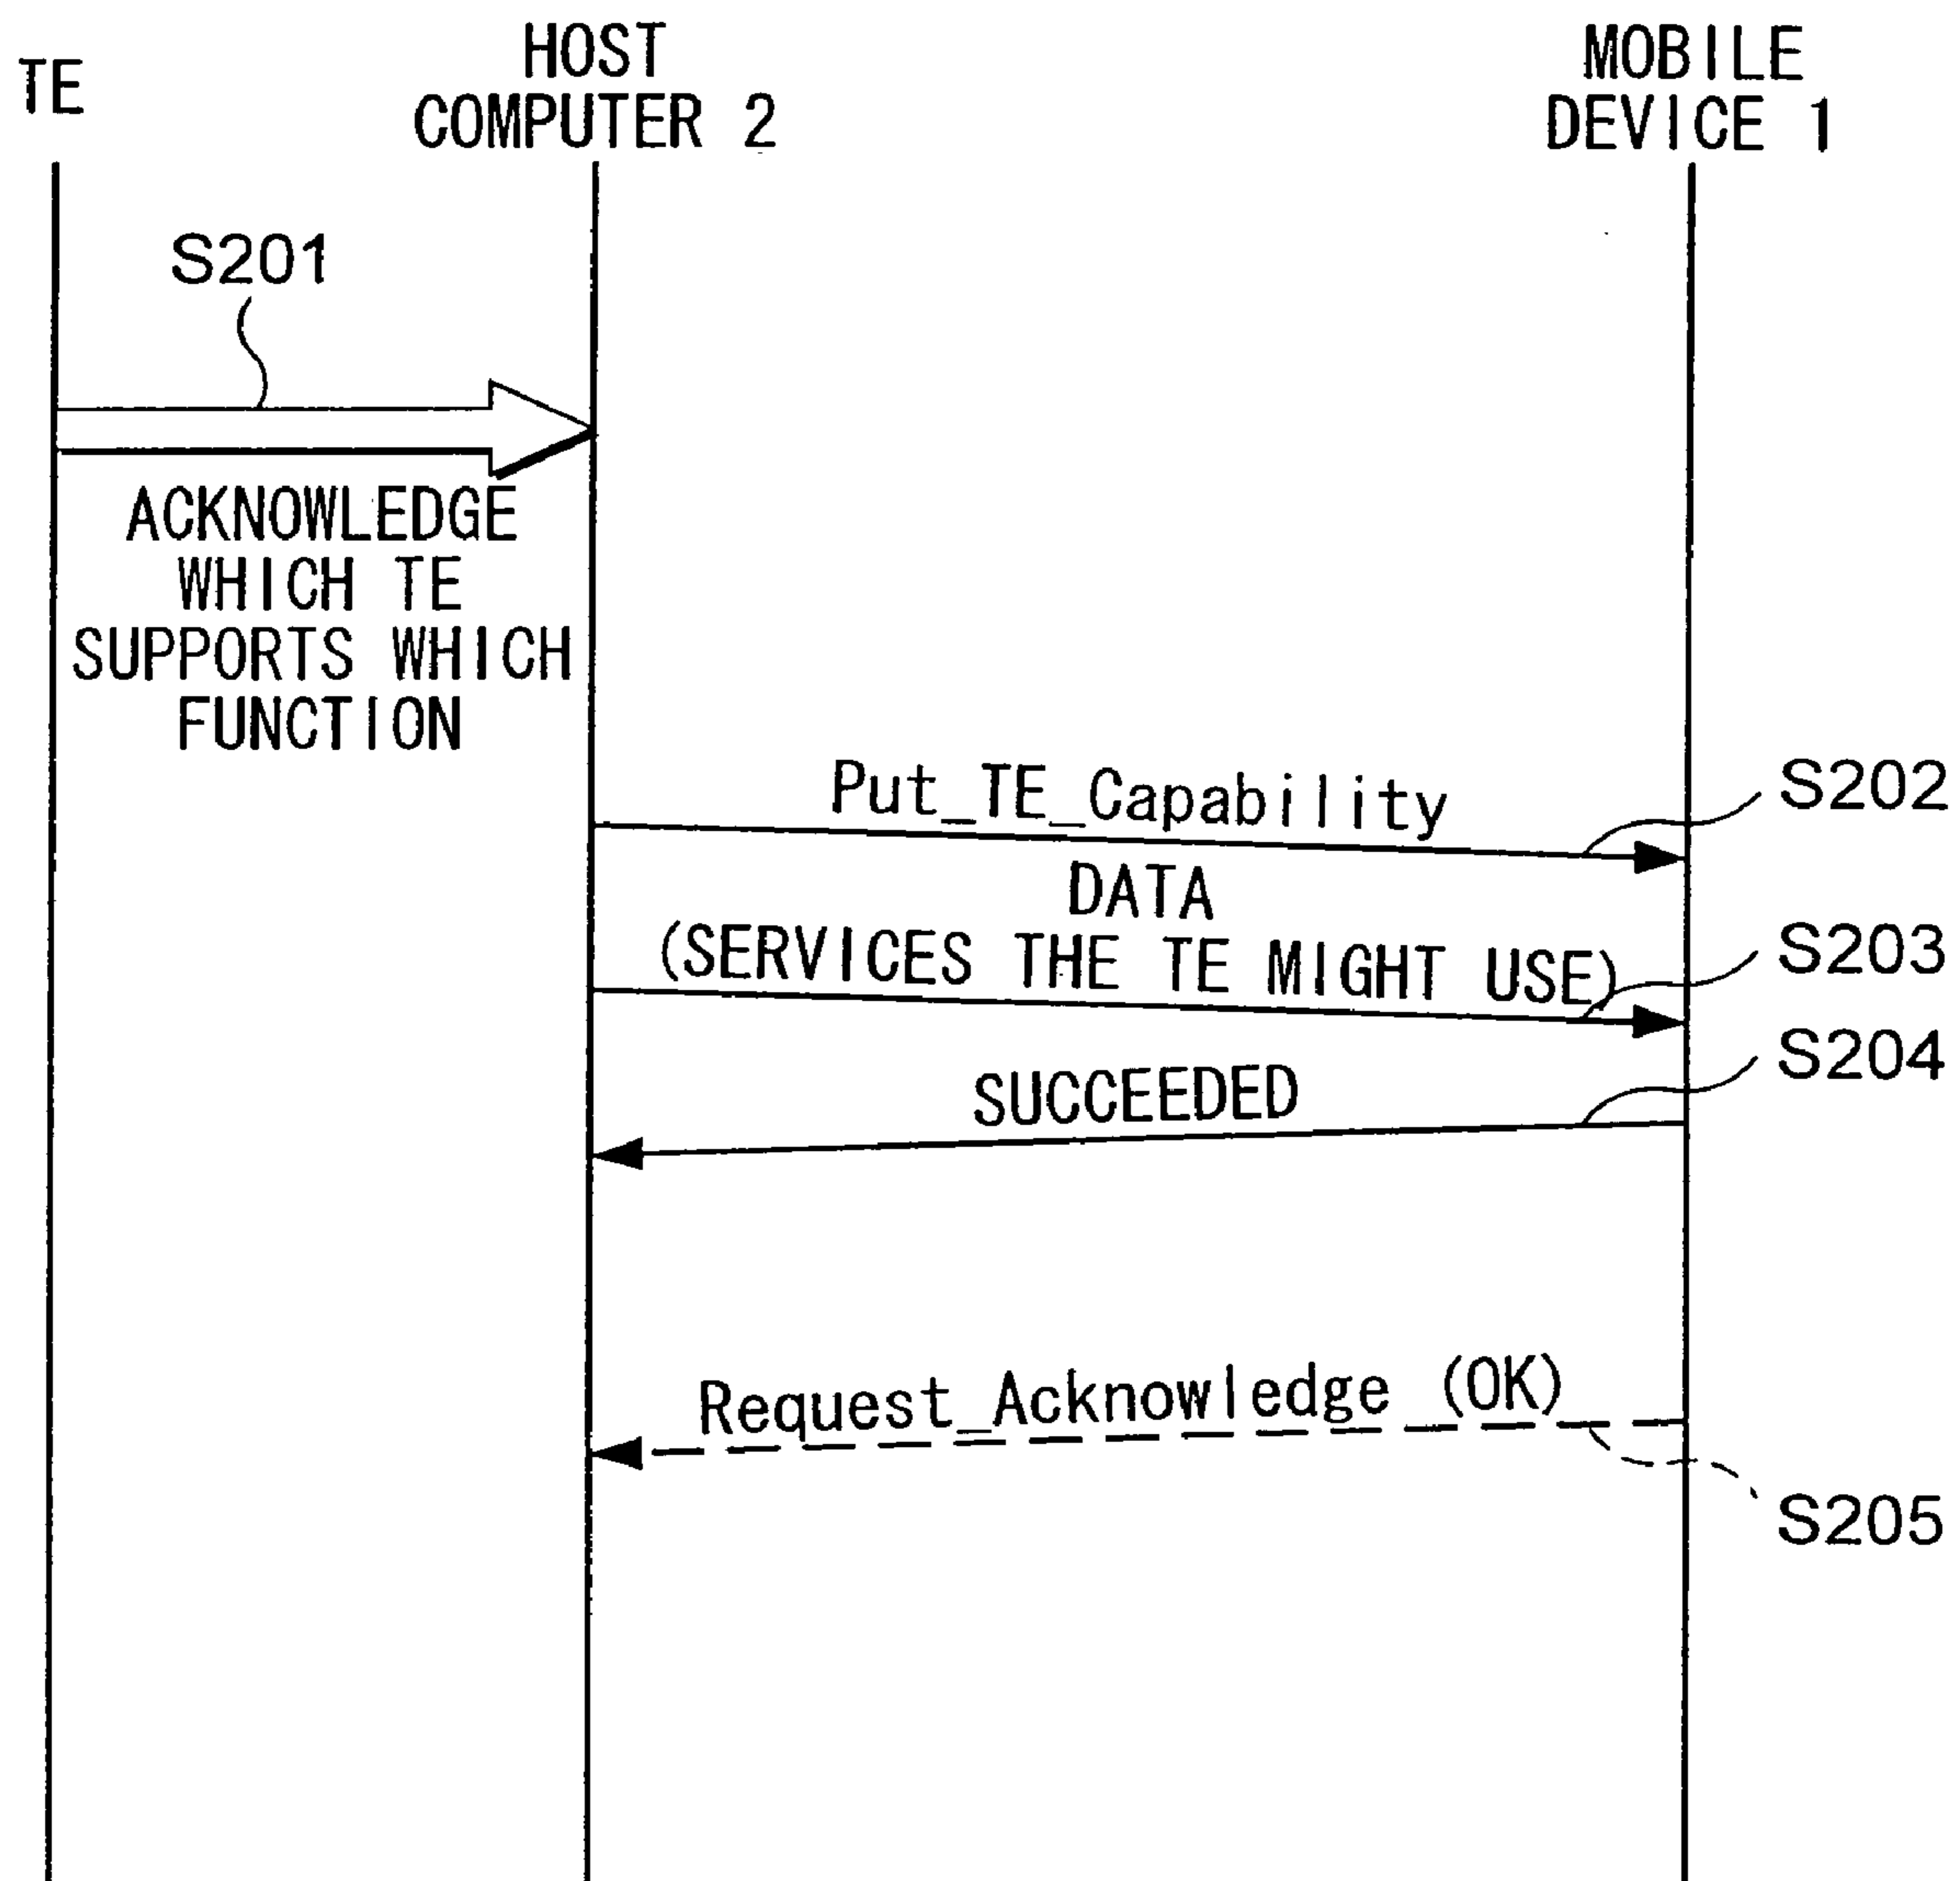 TE
HOST
COMPUTER 2
MOBILE
DEVICE 1
S201
ACKNOWLEDGE
WHICH TE
SUPPORTS WHICH
FUNCTION
Put_TE_Capability
S202
DATA
(SERVICES THE TE MIGHT USE)
S203
SUCCEEDED
S204
Request_Acknowledge (OK)
S205